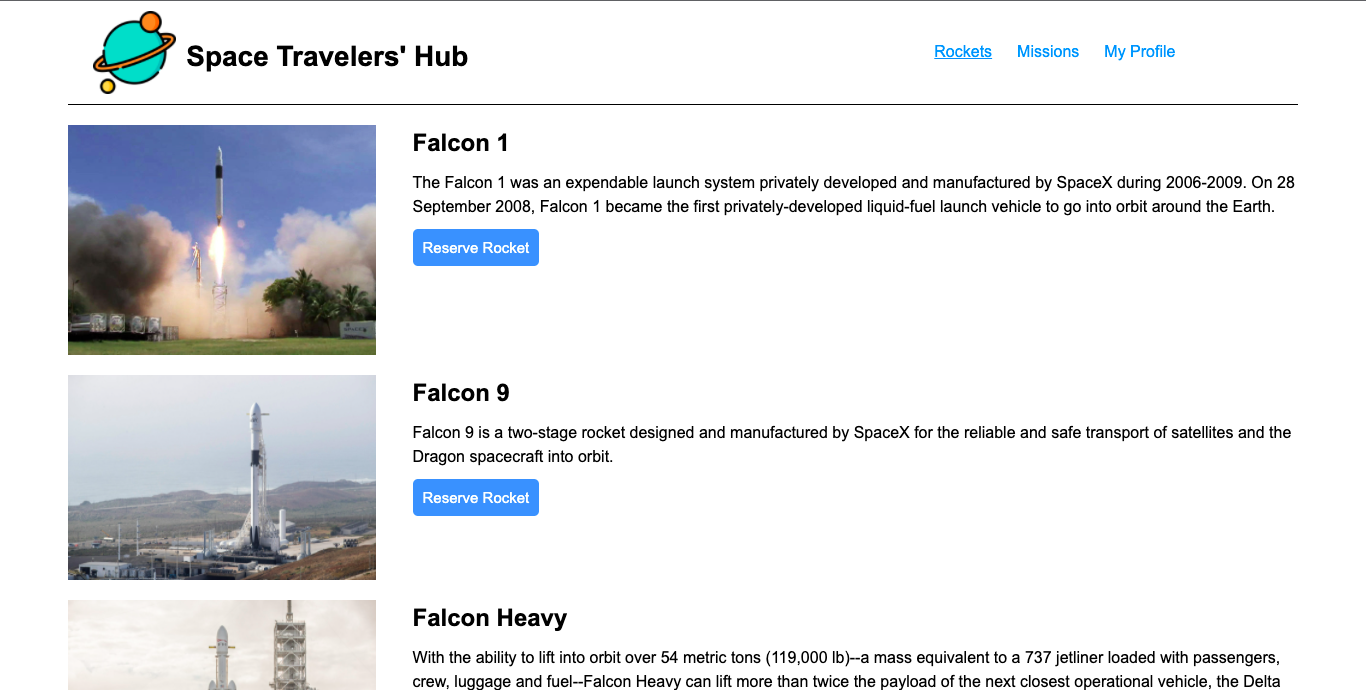 Space Travelers' Hub
Rockets Missions My Profile
Falcon 1
The Falcon 1 was an expendable launch system privately developed and manufactured by SpaceX during 2006-2009. On 28
September 2008, Falcon 1 became the first privately-developed liquid-fuel launch vehicle to go into orbit around the Earth.
Reserve Rocket
Falcon 9
Falcon 9 is a two-stage rocket designed and manufactured by SpaceX for the reliable and safe transport of satellites and the
Dragon spacecraft into orbit.
Reserve Rocket
Falcon Heavy
With the ability to lift into orbit over 54 metric tons (119,000 lb)--a mass equivalent to a 737 jetliner loaded with passengers,
crew, luggage and fuel--Falcon Heavy can lift more than twice the payload of the next closest operational vehicle, the Delta